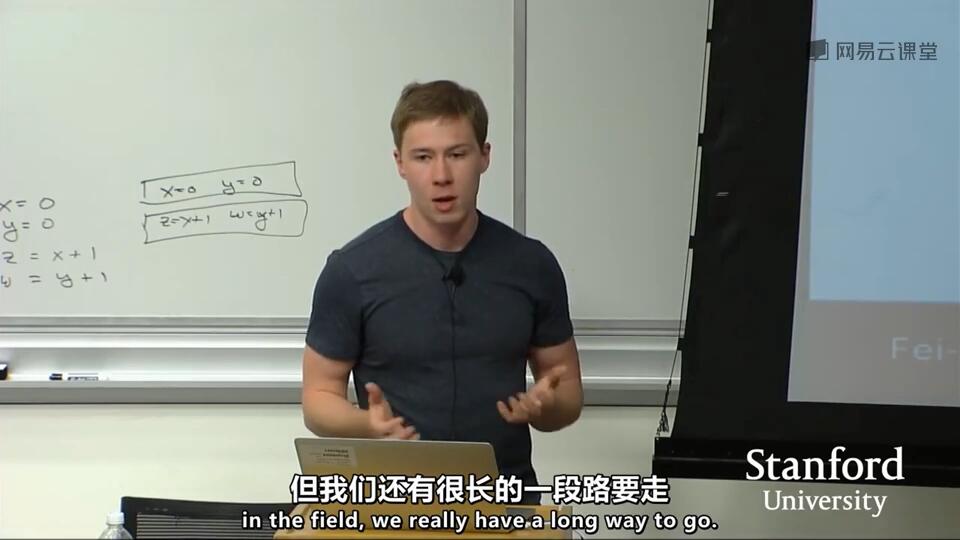 网易云课堂
x=0
y=0
z = x+1
w = y+1
x=0 y=0
z=x+1 w=y+1
Fei-
Stanford
University
但我们还有很长的一段路要走
in the field, we really have a long way to go.